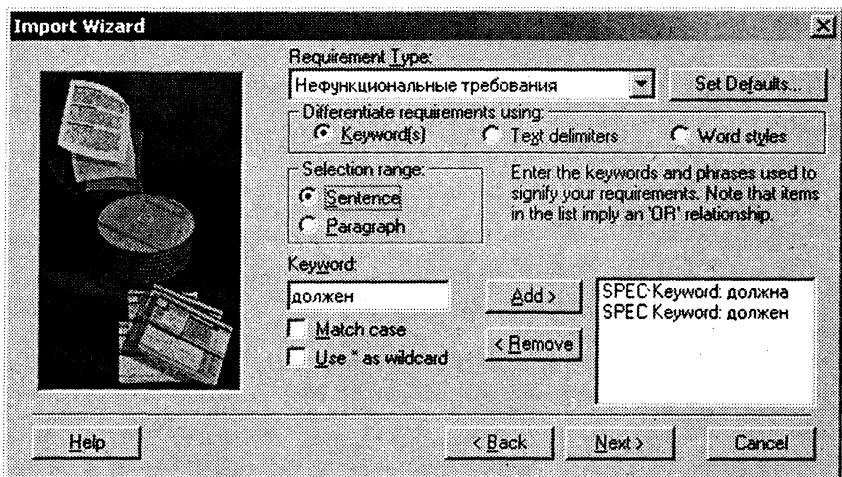 Import Wizard
Requirement Type:
Нефункциональные требования
Set Defaults...
Differentiate requirements using:
Keyword(s)
Text delimiters
Word styles
Selection range:
Sentence
Paragraph
Enter the keywords and phrases used to
signify your requirements. Note that items
in the list imply an 'OR' relationship.
Keyword:
должен
Match case
Use * as wildcard
Add >
< Remove
SPEC Keyword: должна
SPEC Keyword: должен
Help
< Back
Next >
Cancel